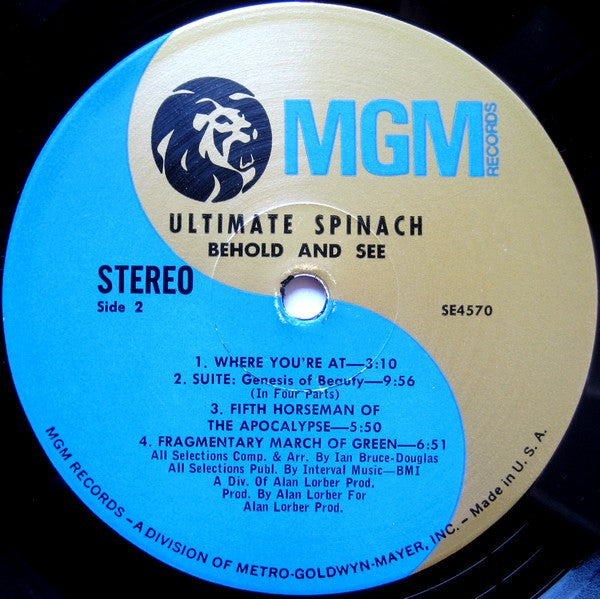 MGM
RECORDS
ULTIMATE SPINACH
BEHOLD AND SEE
STEREO
Side 2
SE4570
1. WHERE YOU'RE AT—3:10
2. SUITE: Genesis of Beauty—9:56
(In Four Parts)
3. FIFTH HORSEMAN OF
THE APOCALYPSE—5:50
4. FRAGMENTARY MARCH OF GREEN—6:51
All Selections Comp. & Arr. By Ian Bruce-Douglas
All Selections Publ. By Interval Music—BMI
A Div. Of Alan Lorber Prod.
Prod. By Alan Lorber For
Alan Lorber Prod.
MGM RECORDS – A DIVISION OF METRO-GOLDWYN-MAYER, INC. – Made in U. S. A.